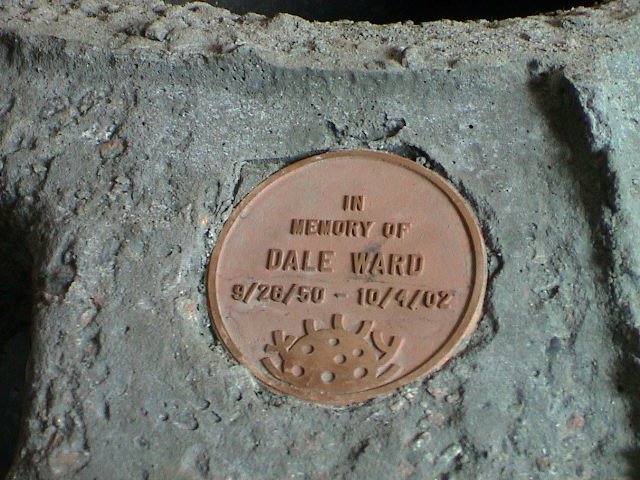 IN
MEMORY OF
DALE WARD
9/26/50 - 10/4/02